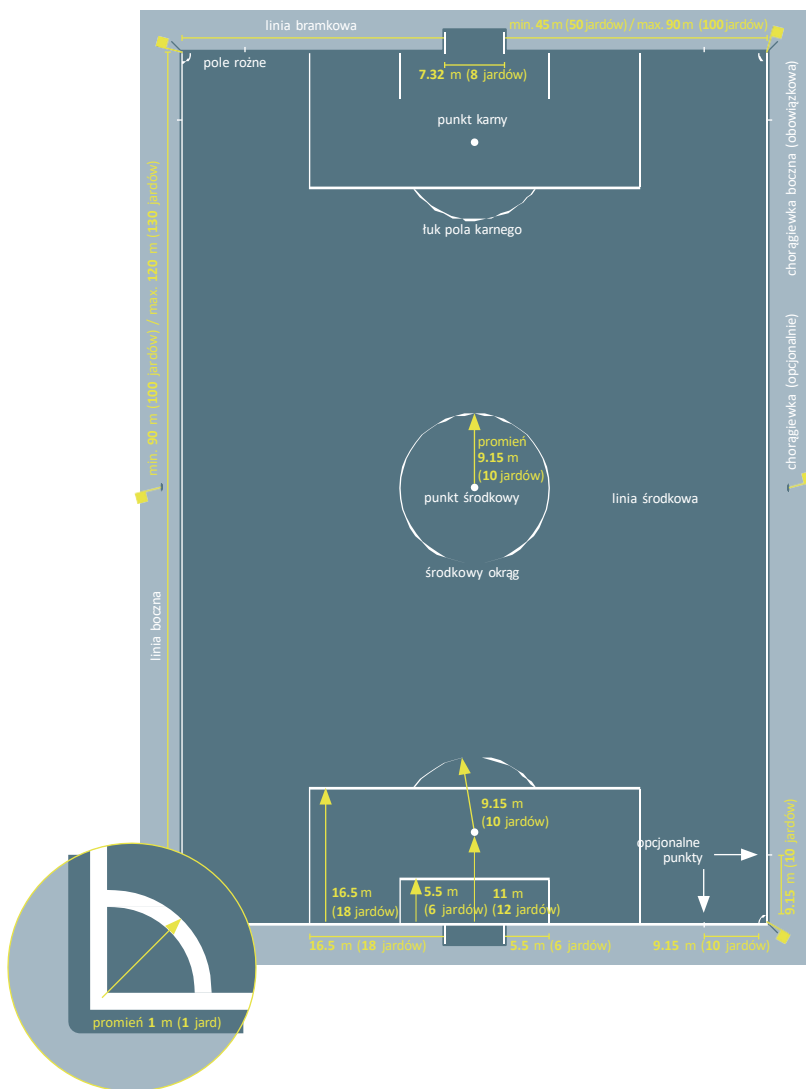 linia bramkowa
min. 45 m (50 jardów) / max. 90 m (100 jardów)
pole rożne
7.32 m (8 jardów)
punkt karny
łuk pola karnego
chorągiewka boczna (obowiązkowa)
min. 90 m (100 jardów) / max. 120 m (130 jardów)
chorągiewka (opcjonalnie)
promień
9.15 m
(10 jardów)
punkt środkowy
linia środkowa
środkowy okrąg
linia boczna
9.15 m
(10 jardów)
opcjonalne
punkty
9.15 m (10 jardów)
16.5 m
(18 jardów)
5.5 m
(6 jardów)
11 m
(12 jardów)
16.5 m (18 jardów)
5.5 m (6 jardów)
9.15 m (10 jardów)
promień 1 m (1 jard)